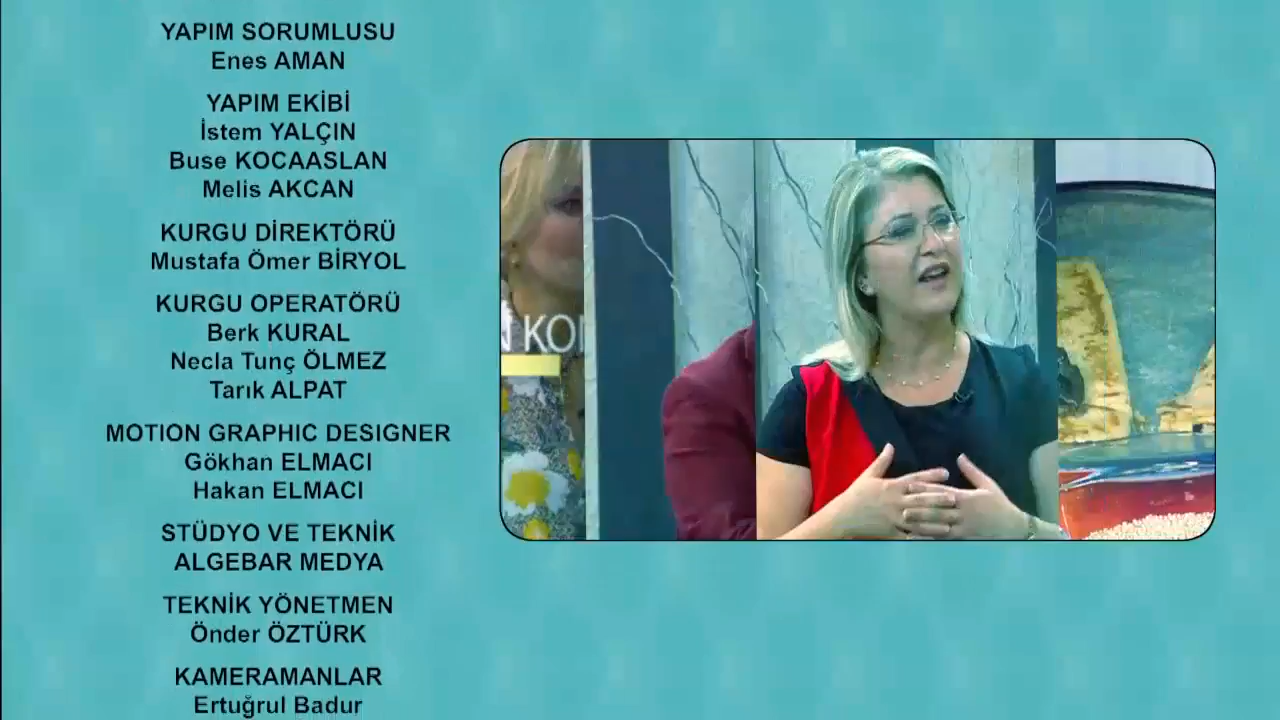 YAPIM SORUMLUSU
Enes AMAN
YAPIM EKİBİ
İstem YALÇIN
Buse KOCAASLAN
Melis AKCAN
KURGU DİREKTÖRÜ
Mustafa Ömer BİRYOL
KURGU OPERATÖRÜ
Berk KURAL
Necla Tunç ÖLMEZ
Tarık ALPAT
MOTION GRAPHIC DESIGNER
Gökhan ELMACI
Hakan ELMACI
STÜDYO VE TEKNİK
ALGEBAR MEDYA
TEKNİK YÖNETMEN
Önder ÖZTÜRK
KAMERAMANLAR
Ertuğrul Badur